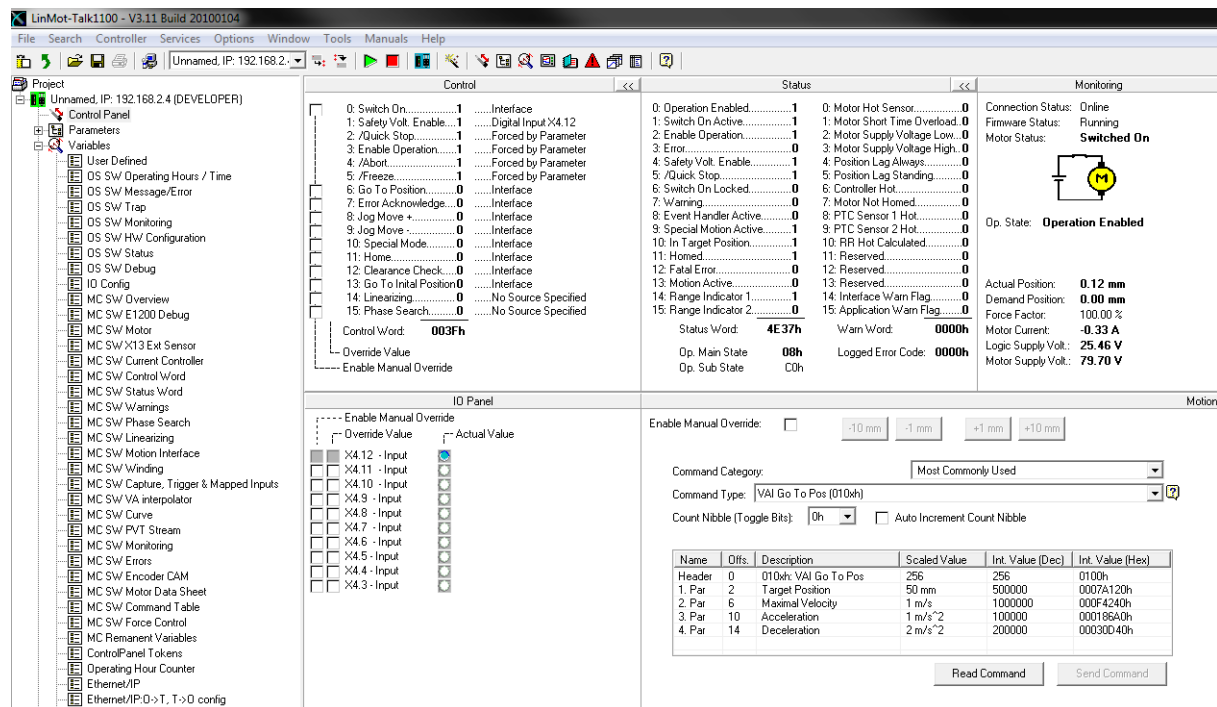 LinMot-Talk1100 - V3.11 Build 20100104
File Search Controller Services Options Window Tools Manuals Help
Unnamed, IP: 192.168.2.
Project
Unnamed, IP: 192.168.2.4 (DEVELOPER)
Control Panel
Parameters
Variables
User Defined
OS SW Operating Hours / Time
OS SW Message/Error
OS SW Trap
OS SW Monitoring
OS SW HW Configuration
OS SW Status
OS SW Debug
IO Config
MC SW Overview
MC SW E1200 Debug
MC SW Motor
MC SW X13 Ext Sensor
MC SW Current Controller
MC SW Control Word
MC SW Status Word
MC SW Warnings
MC SW Phase Search
MC SW Linearizing
MC SW Motion Interface
MC SW Winding
MC SW Capture, Trigger & Mapped Inputs
MC SW VA interpolator
MC SW Curve
MC SW PVT Stream
MC SW Monitoring
MC SW Errors
MC SW Encoder CAM
MC SW Motor Data Sheet
MC SW Command Table
MC SW Force Control
MC Remanent Variables
ControlPanel Tokens
Operating Hour Counter
Ethernet/IP
Ethernet/IP:O->T, T->O config
Control <<
0: Switch On.....1 ......Interface
1: Safety Volt. Enable....1 ......Digital Input X4.12
2: /Quick Stop.............1 ......Forced by Parameter
3: Enable Operation.......1 ......Forced by Parameter
4: /Abort.......................1 ......Forced by Parameter
5: /Freeze.....................1 ......Forced by Parameter
6: Go To Position..........0 ......Interface
7: Error Acknowledge....0 ......Interface
8: Jog Move +..............0 ......Interface
9: Jog Move -...............0 ......Interface
10: Special Mode..........0 ......Interface
11: Home.....................0 ......Interface
12: Clearance Check.....0 ......Interface
13: Go To Inital Position 0 ......Interface
14: Linearizing..............0 ......No Source Specified
15: Phase Search.........0 ......No Source Specified
Control Word: 003Fh
Override Value
Enable Manual Override
Status <<
0: Operation Enabled..........1 0: Motor Hot Sensor............0
1: Switch On Active............1 1: Motor Short Time Overload..0
2: Enable Operation............1 2: Motor Supply Voltage Low...0
3: Error...........................0 3: Motor Supply Voltage High..0
4: Safety Volt. Enable.........1 4: Position Lag Always.........0
5: /Quick Stop...................1 5: Position Lag Standing.......0
6: Switch On Locked...........0 6: Controller Hot................0
7: Warning........................0 7: Motor Not Homed............0
8: Event Handler Active.......0 8: PTC Sensor 1 Hot............0
9: Special Motion Active......1 9: PTC Sensor 2 Hot............0
10: In Target Position..........1 10: RR Hot Calculated..........0
11: Homed........................1 11: Reserved.....................0
12: Fatal Error...................0 12: Reserved.....................0
13: Motion Active...............0 13: Reserved.....................0
14: Range Indicator 1..........1 14: Interface Warn Flag........0
15: Range Indicator 2..........0 15: Application Warn Flag.....0
Status Word: 4E37h Warn Word: 0000h
Op. Main State 08h Logged Error Code: 0000h
Op. Sub State C0h
Monitoring
Connection Status: Online
Firmware Status: Running
Motor Status: Switched On
M
Op. State: Operation Enabled
Actual Position: 0.12 mm
Demand Position: 0.00 mm
Force Factor: 100.00 %
Motor Current: -0.33 A
Logic Supply Volt.: 25.46 V
Motor Supply Volt.: 79.70 V
IO Panel
Enable Manual Override
Override Value Actual Value
X4.12 - Input
X4.11 - Input
X4.10 - Input
X4.9 - Input
X4.8 - Input
X4.7 - Input
X4.6 - Input
X4.5 - Input
X4.4 - Input
X4.3 - Input
Motion
Enable Manual Override: -10 mm -1 mm +1 mm +10 mm
Command Category: Most Commonly Used
Command Type: VAI Go To Pos (010xh)
Count Nibble (Toggle Bits): 0h Auto Increment Count Nibble
Name Offs. Description Scaled Value Int. Value (Dec) Int. Value (Hex)
Header 0 010xh: VAI Go To Pos 256 256 0100h
1. Par 2 Target Position 50 mm 500000 0007A120h
2. Par 6 Maximal Velocity 1 m/s 1000000 000F4240h
3. Par 10 Acceleration 1 m/s^2 100000 000186A0h
4. Par 14 Deceleration 2 m/s^2 200000 00030D40h
Read Command Send Command